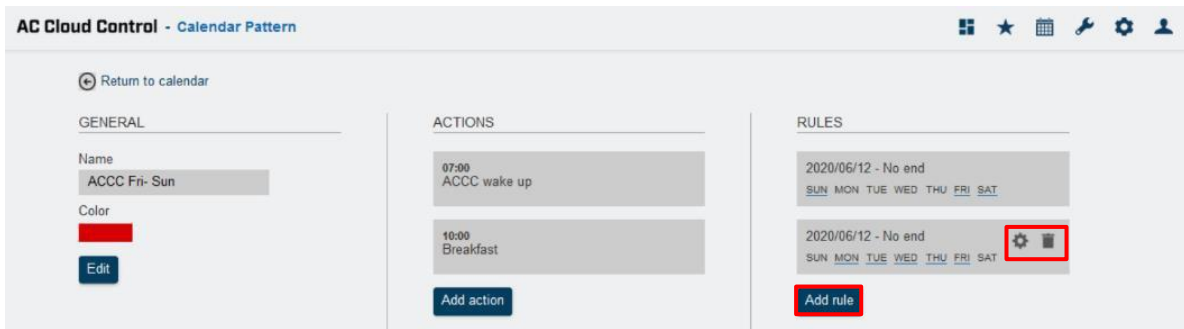 AC Cloud Control - Calendar Pattern
Return to calendar
GENERAL
Name
ACCC Fri- Sun
Color
Edit
ACTIONS
07:00
ACCC wake up
10:00
Breakfast
Add action
RULES
2020/06/12 - No end
SUN MON TUE WED THU FRI SAT
2020/06/12 - No end
SUN MON TUE WED THU FRI SAT
Add rule